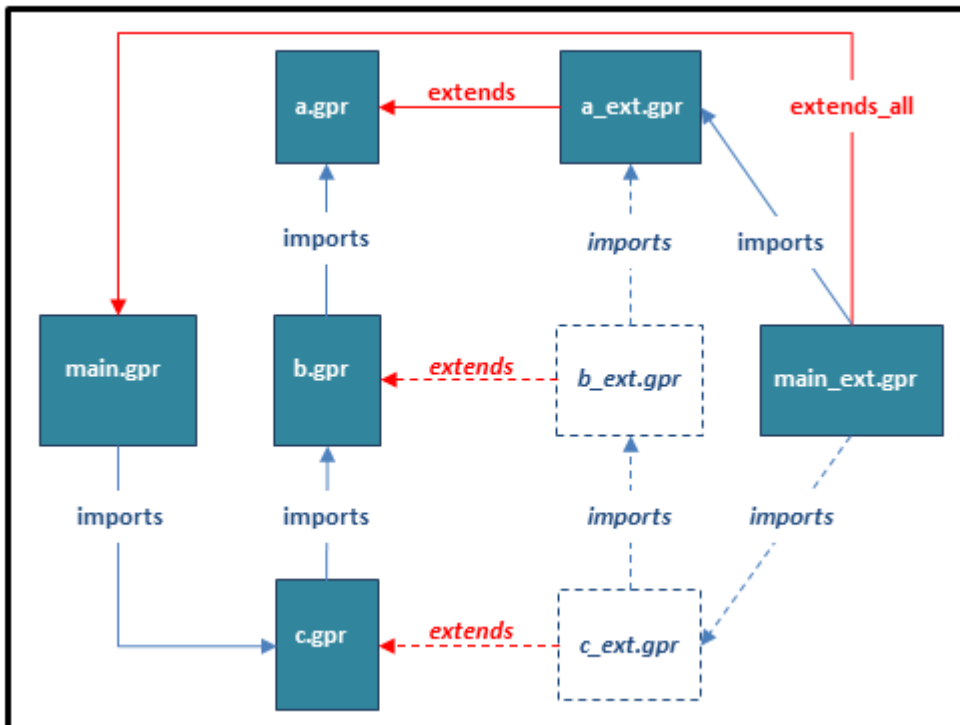 extends
extends_all
a.gpr
a_ext.gpr
imports
imports
imports
main.gpr
b.gpr
extends
b_ext.gpr
main_ext.gpr
imports
imports
imports
imports
c.gpr
extends
c_ext.gpr